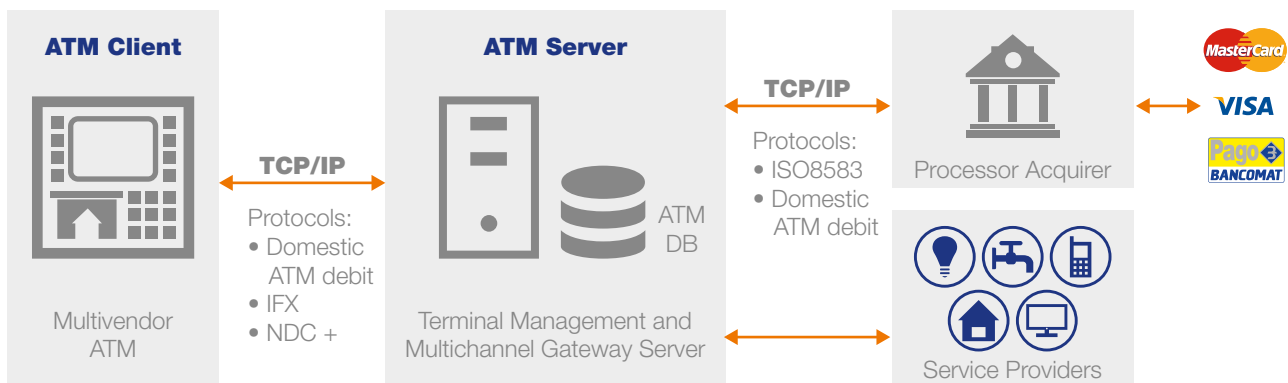 ATM Client
Multivendor
ATM
TCP/IP
Protocols:
• Domestic
ATM debit
• IFX
• NDC +
ATM Server
ATM
DB
Terminal Management and
Multichannel Gateway Server
TCP/IP
Protocols:
• ISO8583
• Domestic
ATM debit
Processor Acquirer
Service Providers
MasterCard
VISA
Pago
BANCOMAT